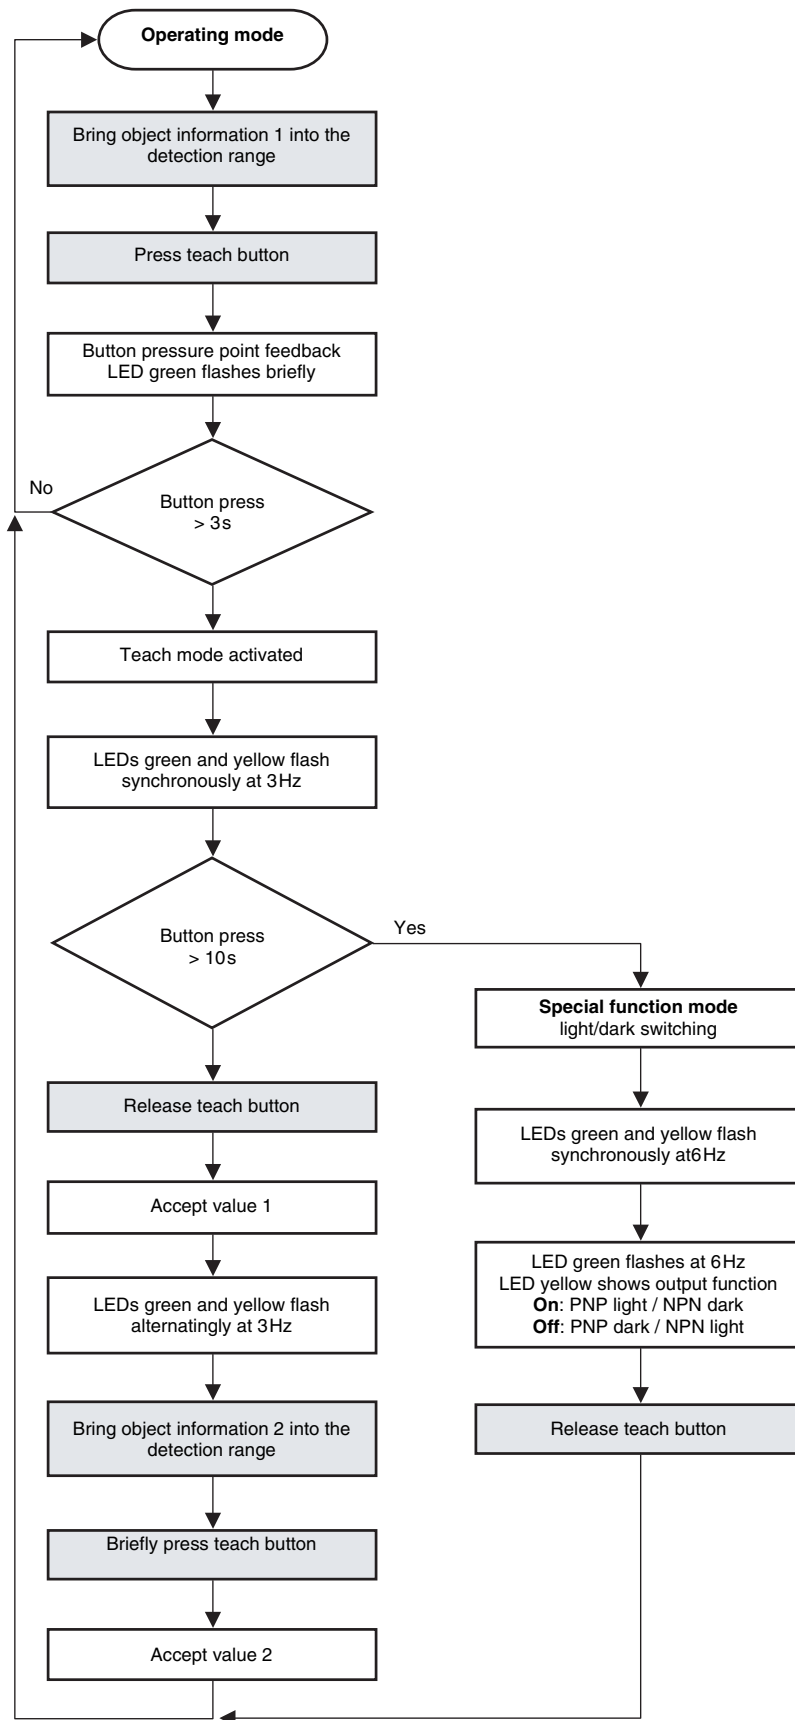 Operating mode
Bring object information 1 into the
detection range
Press teach button
Button pressure point feedback
LED green flashes briefly
No
Button press
> 3s
Teach mode activated
LEDs green and yellow flash
synchronously at 3Hz
Button press
> 10s
Yes
Release teach button
Accept value 1
LEDs green and yellow flash
alternatingly at 3Hz
Bring object information 2 into the
detection range
Briefly press teach button
Accept value 2
Special function mode
light/dark switching
LEDs green and yellow flash
synchronously at6Hz
LED green flashes at 6Hz
LED yellow shows output function
On: PNP light / NPN dark
Off: PNP dark / NPN light
Release teach button